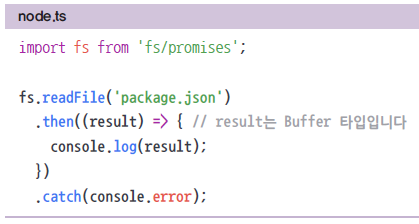 node.ts
import fs from 'fs/promises';
fs.readFile('package.json')
.then((result) => { // result는 Buffer 타입입니다
console.log(result);
})
.catch(console.error);